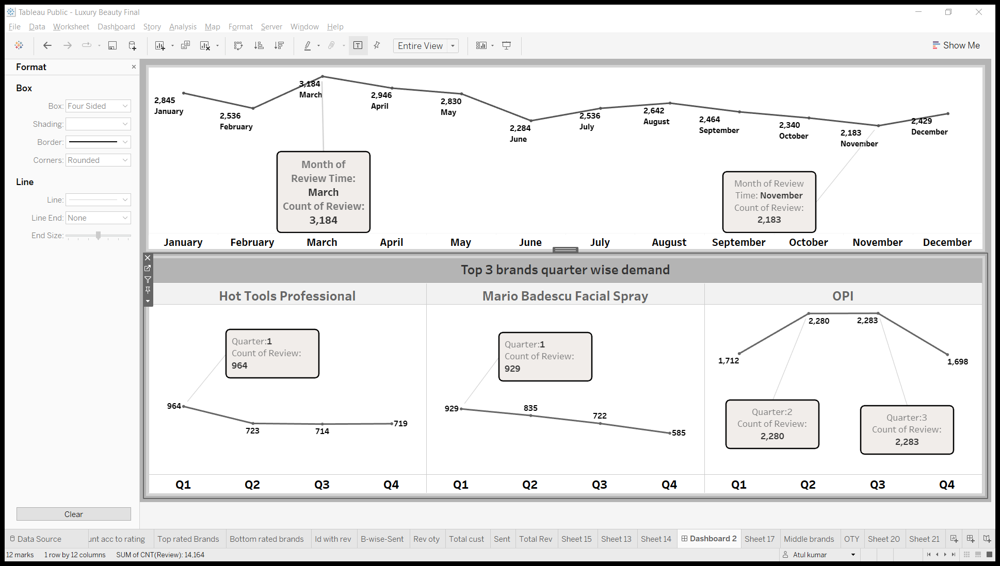 Tableau Public - Luxury Beauty Final
File Data Worksheet Dashboard Story Analysis Map Format Server Window Help
Entire View
Show Me
Format
Box
Box: Four Sided
Shading:
Border:
Corners: Rounded
Line
Line:
Line End: None
End Size:
Clear
2,845
January
2,536
February
3,184
March
2,946
April
2,830
May
2,284
June
2,536
July
2,642
August
2,464
September
2,340
October
2,183
November
2,429
December
Month of
Review Time:
March
Count of Review:
3,184
Month of Review
Time: November
Count of Review:
2,183
January February March April May June July August September October November December
Top 3 brands quarter wise demand
Hot Tools Professional Mario Badescu Facial Spray OPI
Quarter:1
Count of Review:
964
964
723
714
719
Quarter:1
Count of Review:
929
929
835
722
585
1,712
2,280
2,283
1,698
Quarter:2
Count of Review:
2,280
Quarter:3
Count of Review:
2,283
Q1 Q2 Q3 Q4 Q1 Q2 Q3 Q4 Q1 Q2 Q3 Q4
Data Source unt acc to rating Top rated Brands Bottom rated brands Id with rev B-wise-Sent Rev oty Total cust Sent Total Rev Sheet 15 Sheet 13 Sheet 14 Dashboard 2 Sheet 17 Middle brands OTY Sheet 20 Sheet 21
12 marks 1 row by 12 columns SUM of CNT(Review): 14,164 Atul kumar